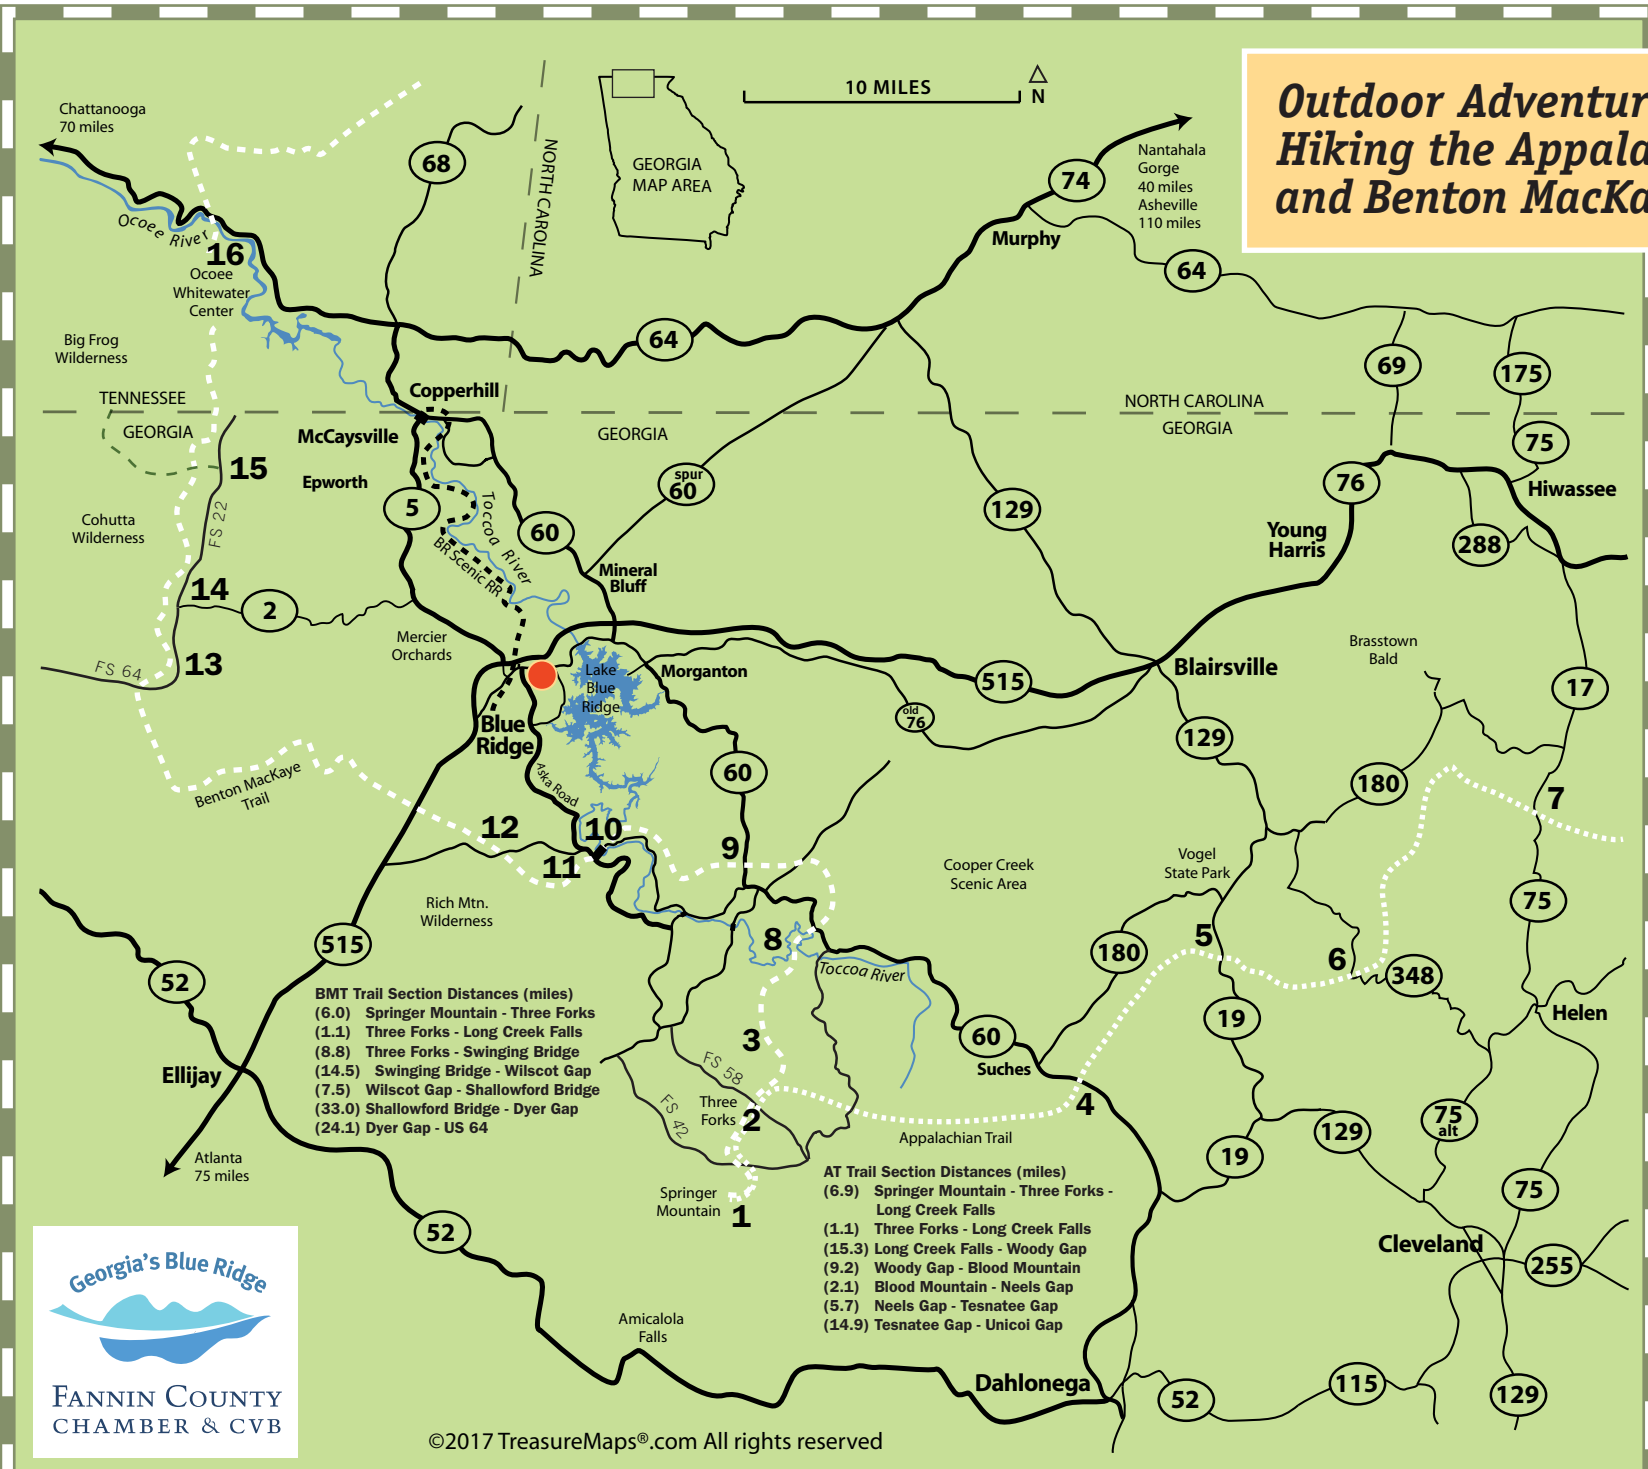 Outdoor Adventur
Hiking the Appala
and Benton MacKa
Chattanooga
70 miles
68
NORTH CAROLINA
GEORGIA
MAP AREA
10 MILES
N
74
Nantahala
Gorge
40 miles
Asheville
110 miles
Murphy
64
Ocoee River
16
Ocoee
Whitewater
Center
Big Frog
Wilderness
64
69
175
TENNESSEE
GEORGIA
Copperhill
McCaysville
GEORGIA
NORTH CAROLINA
GEORGIA
75
15
Epworth
5
spur
60
76
Hiwassee
Cohutta
Wilderness
FS 22
Toccoa River
BR Scenic RR
60
129
Young
Harris
288
Mineral
Bluff
14
2
Mercier
Orchards
Brasstown
Bald
13
FS 64
Lake
Blue
Ridge
Morganton
515
Blairsville
17
old
76
Blue
Ridge
129
Aska Road
60
180
7
Benton MacKaye
Trail
12
10
11
9
Cooper Creek
Scenic Area
Vogel
State Park
75
Rich Mtn.
Wilderness
515
8
5
180
6
348
52
Toccoa River
BMT Trail Section Distances (miles)
(6.0) Springer Mountain - Three Forks
(1.1) Three Forks - Long Creek Falls
(8.8) Three Forks - Swinging Bridge
(14.5) Swinging Bridge - Wilscot Gap
(7.5) Wilscot Gap - Shallowford Bridge
(33.0) Shallowford Bridge - Dyer Gap
(24.1) Dyer Gap - US 64
3
60
Suches
19
Helen
Ellijay
FS 58
FS 42
Three
Forks
2
4
75
alt
129
Appalachian Trail
19
Atlanta
75 miles
Springer
Mountain
1
AT Trail Section Distances (miles)
(6.9) Springer Mountain - Three Forks -
Long Creek Falls
(1.1) Three Forks - Long Creek Falls
(15.3) Long Creek Falls - Woody Gap
(9.2) Woody Gap - Blood Mountain
(2.1) Blood Mountain - Neels Gap
(5.7) Neels Gap - Tesnatee Gap
(14.9) Tesnatee Gap - Unicoi Gap
75
52
Cleveland
255
Georgia's Blue Ridge
FANNIN COUNTY
CHAMBER & CVB
Amicalola
Falls
Dahlonega
52
115
129
©2017 TreasureMaps®.com All rights reserved